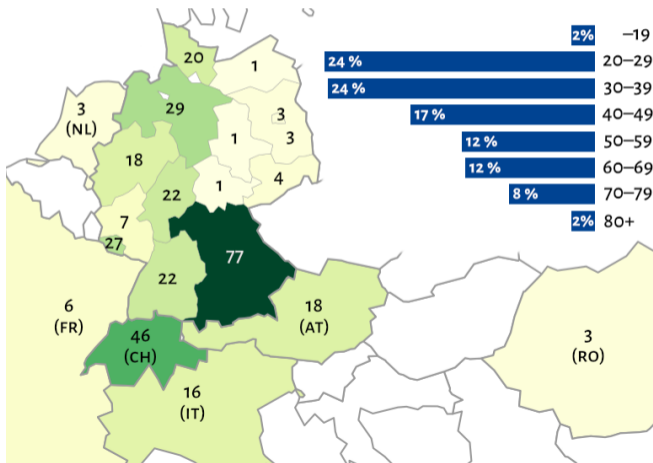 2% –19
24 % 20–29
24 % 30–39
17 % 40–49
12 % 50–59
12 % 60–69
8 % 70–79
2% 80+
20
1
3
(NL)
29
3
1
3
18
22
1
4
7
27
77
22
6
(FR)
18
(AT)
46
(CH)
3
(RO)
16
(IT)